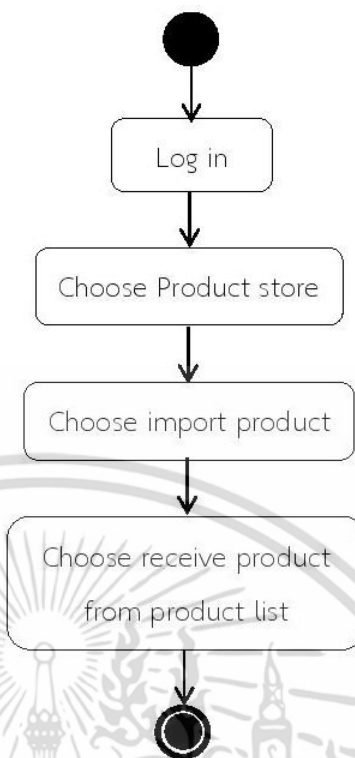 Log in
Choose Product store
Choose import product
Choose receive product
from product list